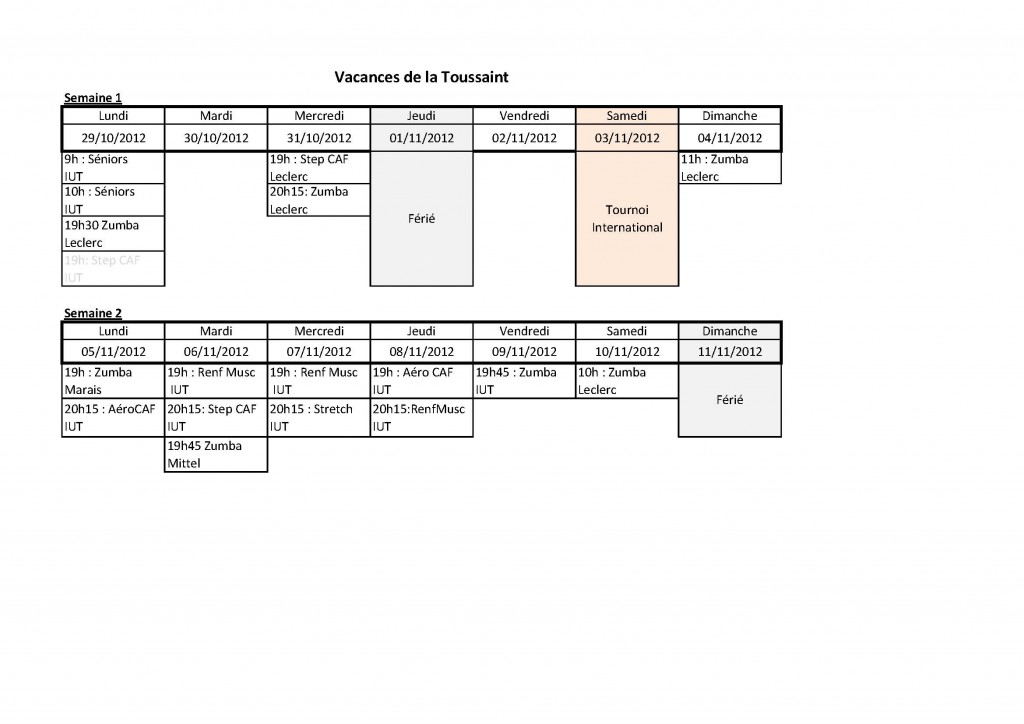 Vacances de la Toussaint
Semaine 1
Lundi Mardi Mercredi Jeudi Vendredi Samedi Dimanche
29/10/2012 30/10/2012 31/10/2012 01/11/2012 02/11/2012 03/11/2012 04/11/2012
9h : Séniors
IUT
10h : Séniors
IUT
19h30 Zumba
Leclerc
19h: Step CAF
IUT
19h : Step CAF
Leclerc
20h15: Zumba
Leclerc
Férié
Tournoi
International
11h : Zumba
Leclerc
Semaine 2
Lundi Mardi Mercredi Jeudi Vendredi Samedi Dimanche
05/11/2012 06/11/2012 07/11/2012 08/11/2012 09/11/2012 10/11/2012 11/11/2012
19h : Zumba
Marais
20h15 : AéroCAF
IUT
19h : Renf Musc
IUT
20h15: Step CAF
IUT
19h45 Zumba
Mittel
19h : Renf Musc
IUT
20h15 : Stretch
IUT
19h : Aéro CAF
IUT
20h15:RenfMusc
IUT
19h45 : Zumba
IUT
10h : Zumba
Leclerc
Férié